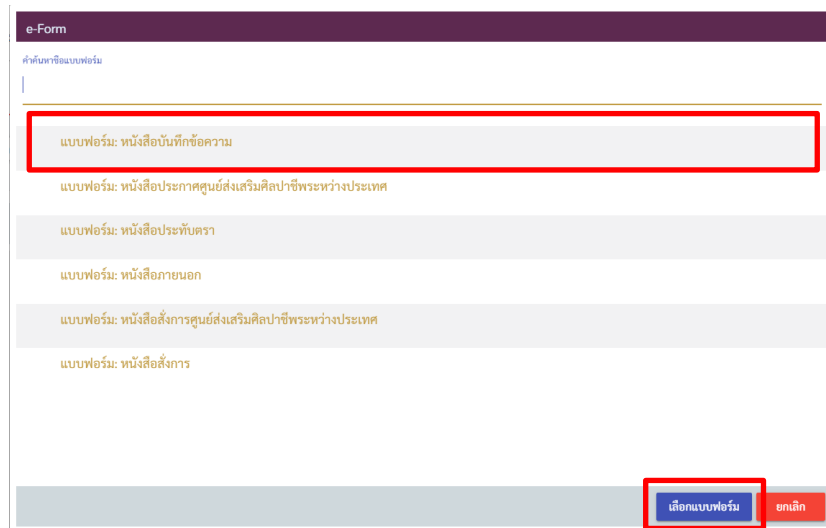 e-Form
คำค้นหาชื่อแบบฟอร์ม
แบบฟอร์ม: หนังสือบันทึกข้อความ
แบบฟอร์ม: หนังสือประกาศศูนย์ส่งเสริมศิลปาชีพระหว่างประเทศ
แบบฟอร์ม: หนังสือประทับตรา
แบบฟอร์ม: หนังสือภายนอก
แบบฟอร์ม: หนังสือสั่งการศูนย์ส่งเสริมศิลปาชีพระหว่างประเทศ
แบบฟอร์ม: หนังสือสั่งการ
เลือกแบบฟอร์ม ยกเลิก